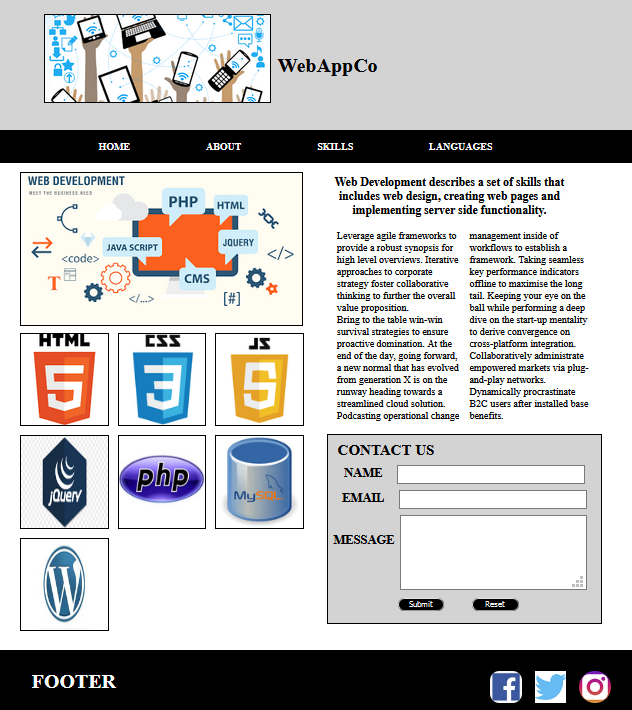 WebAppCo
HOME ABOUT SKILLS LANGUAGES
WEB DEVELOPMENT
MEET THE BUSINESS NEED
PHP
HTML
JAVA SCRIPT
JQUERY
<code>
</>
CMS
T
</...>
[#]
Web Development describes a set of skills that
includes web design, creating web pages and
implementing server side functionality.
Leverage agile frameworks to
provide a robust synopsis for
high level overviews. Iterative
approaches to corporate
strategy foster collaborative
thinking to further the overall
value proposition.
Bring to the table win-win
survival strategies to ensure
proactive domination. At the
end of the day, going forward,
a new normal that has evolved
from generation X is on the
runway heading towards a
streamlined cloud solution.
Podcasting operational change
management inside of
workflows to establish a
framework. Taking seamless
key performance indicators
offline to maximise the long
tail. Keeping your eye on the
ball while performing a deep
dive on the start-up mentality
to derive convergence on
cross-platform integration.
Collaboratively administrate
empowered markets via plug-
and-play networks.
Dynamically procrastinate
B2C users after installed base
benefits.
HTML
5
CSS
3
JS
5
jQuery
php
MySQL
W
CONTACT US
NAME
EMAIL
MESSAGE
Submit Reset
FOOTER
f